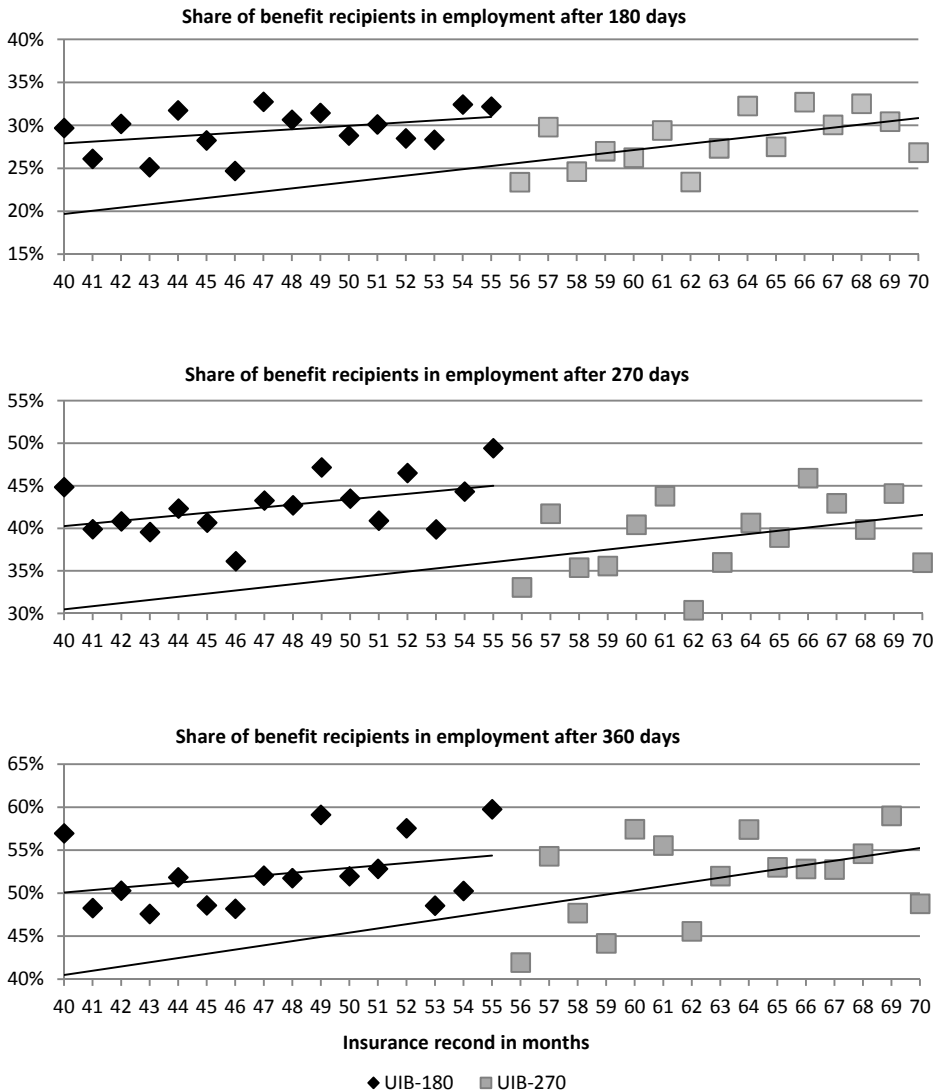 Share of benefit recipients in employment after 180 days
40%
35%
30%
25%
20%
15%
40 41 42 43 44 45 46 47 48 49 50 51 52 53 54 55 56 57 58 59 60 61 62 63 64 65 66 67 68 69 70
Share of benefit recipients in employment after 270 days
55%
50%
45%
40%
35%
30%
40 41 42 43 44 45 46 47 48 49 50 51 52 53 54 55 56 57 58 59 60 61 62 63 64 65 66 67 68 69 70
Share of benefit recipients in employment after 360 days
65%
60%
55%
50%
45%
40%
40 41 42 43 44 45 46 47 48 49 50 51 52 53 54 55 56 57 58 59 60 61 62 63 64 65 66 67 68 69 70
Insurance recond in months
UIB-180 UIB-270